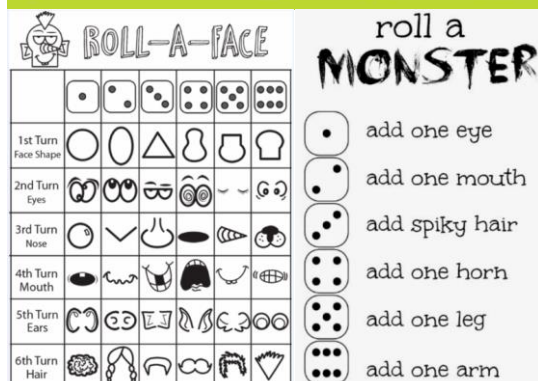 ROLL-A-FACE
1st Turn
Face Shape
2nd Turn
Eyes
3rd Turn
Nose
4th Turn
Mouth
5th Turn
Ears
6th Turn
Hair
roll a
MONSTER
add one eye
add one mouth
add spiky hair
add one horn
add one leg
add one arm